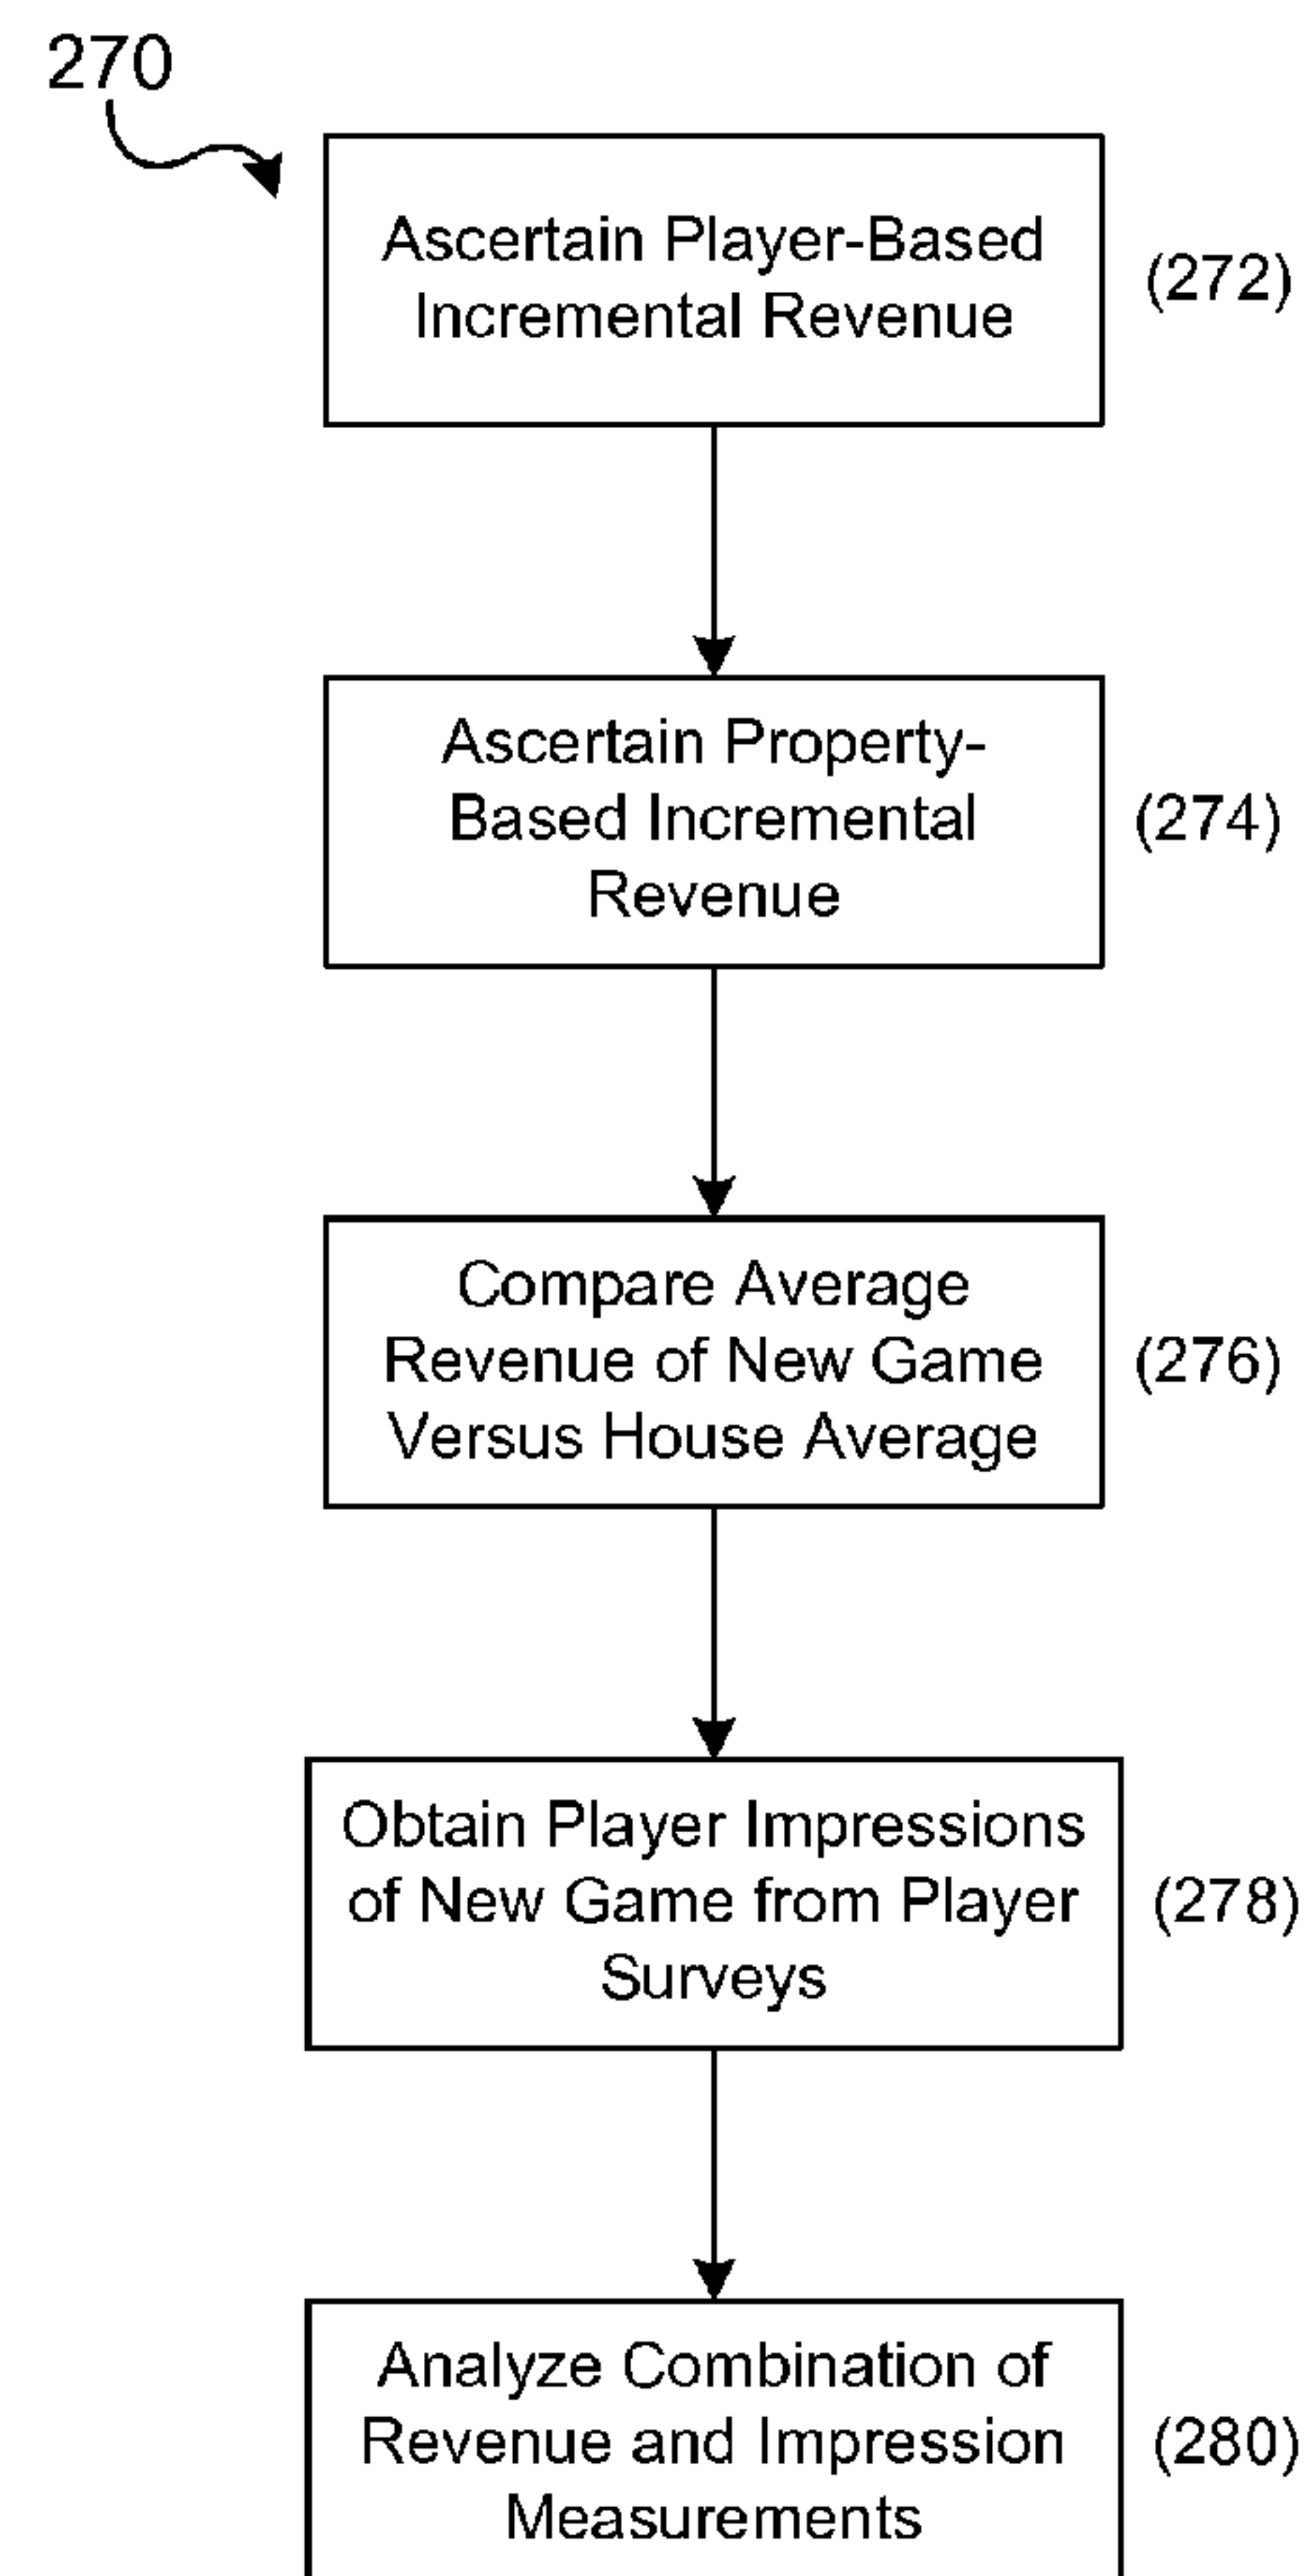 270
Ascertain Player-Based
Incremental Revenue
(272)
Ascertain Property-
Based Incremental
Revenue
(274)
Compare Average
Revenue of New Game
Versus House Average
(276)
Obtain Player Impressions
of New Game from Player
Surveys
(278)
Analyze Combination of
Revenue and Impression
Measurements
(280)